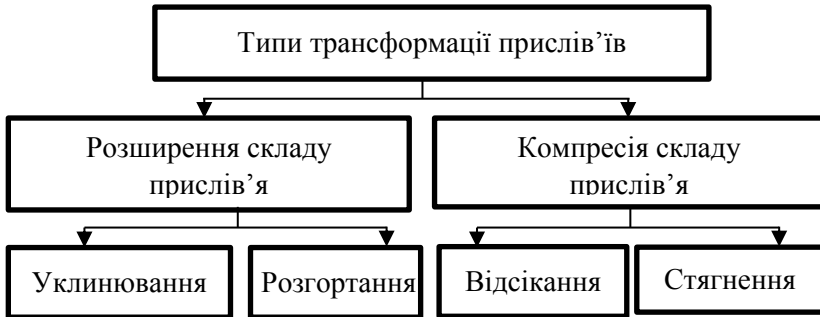 Типи трансформації прислів’їв
Розширення складу
прислів’я
Компресія складу
прислів’я
Уклинювання
Розгортання
Відсікання
Стягнення